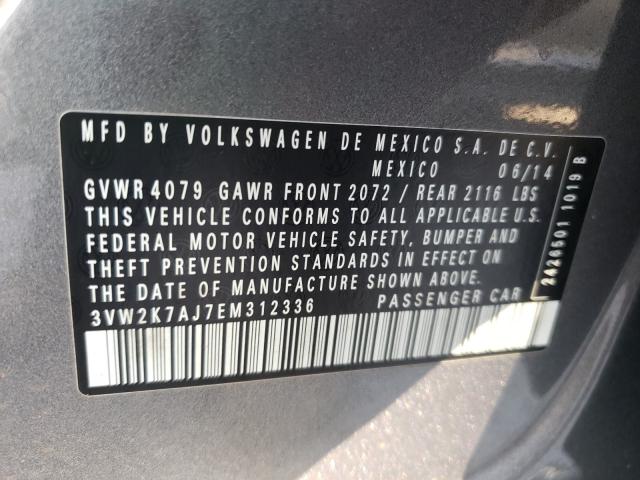 MFD BY VOLKSWAGEN DE MEXICO S.A. DE C.V.
MEXICO 06/14
GVWR 4079 GAWR FRONT 2072 / REAR 2116 LBS
THIS VEHICLE CONFORMS TO ALL APPLICABLE U.S.
FEDERAL MOTOR VEHICLE SAFETY, BUMPER AND
THEFT PREVENTION STANDARDS IN EFFECT ON
THE DATE OF MANUFACTURE SHOWN ABOVE.
3VW2K7AJ7EM312336 PASSENGER CAR
1019 B